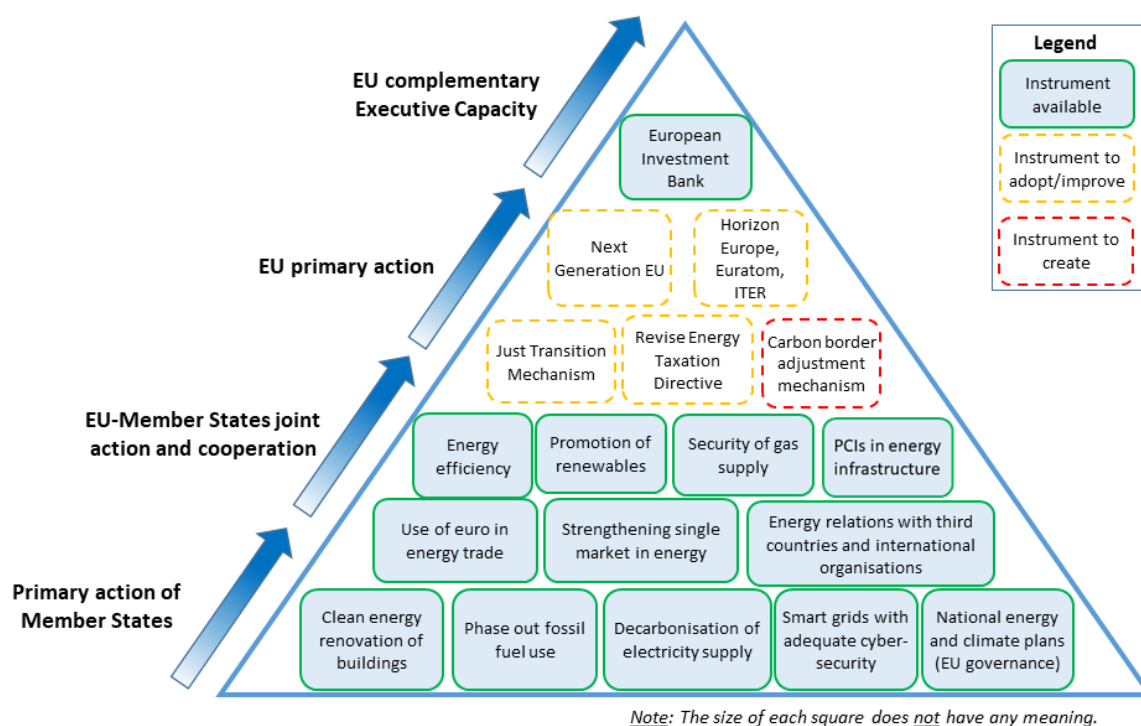 EU complementary
Executive Capacity
EU primary action
EU-Member States joint
action and cooperation
Primary action of
Member States
European
Investment
Bank
Next
Generation EU
Horizon
Europe,
Euratom,
ITER
Just Transition
Mechanism
Revise Energy
Taxation
Directive
Carbon border
adjustment
mechanism
Energy
efficiency
Promotion of
renewables
Security of gas
supply
PCIs in energy
infrastructure
Use of euro in
energy trade
Strengthening single
market in energy
Energy relations with third
countries and international
organisations
Clean energy
renovation of
buildings
Phase out fossil
fuel use
Decarbonisation of
electricity supply
Smart grids with
adequate cyber-
security
National energy
and climate plans
(EU governance)
Legend
Instrument
available
Instrument to
adopt/improve
Instrument to
create
Note: The size of each square does not have any meaning.